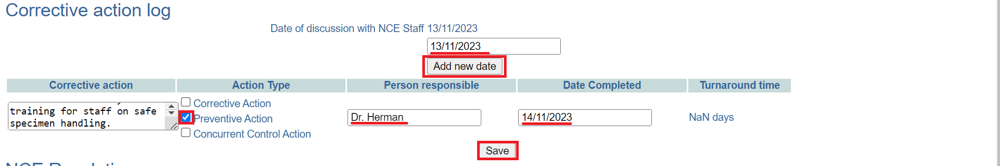 Corrective action log
Date of discussion with NCE Staff 13/11/2023
13/11/2023
Add new date
Corrective action Action Type Person responsible Date Completed Turnaround time
training for staff on safe
specimen handling.
Corrective Action
Preventive Action
Concurrent Control Action
Dr. Herman
14/11/2023
NaN days
Save